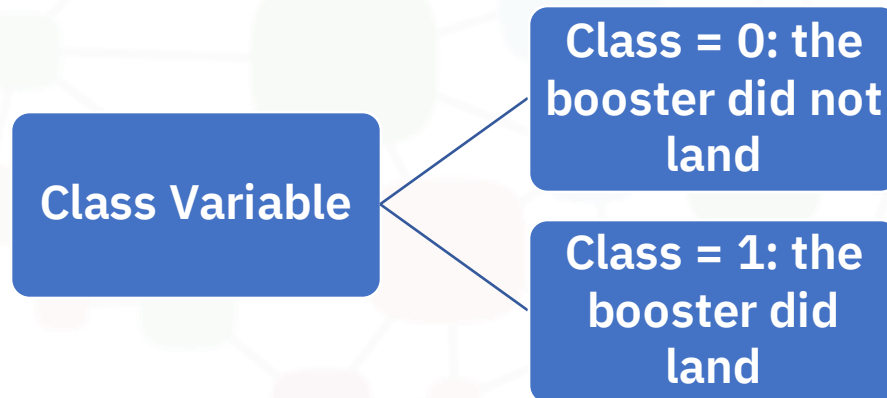 Class = 0: the
booster did not
land
Class Variable
Class = 1: the
booster did
land